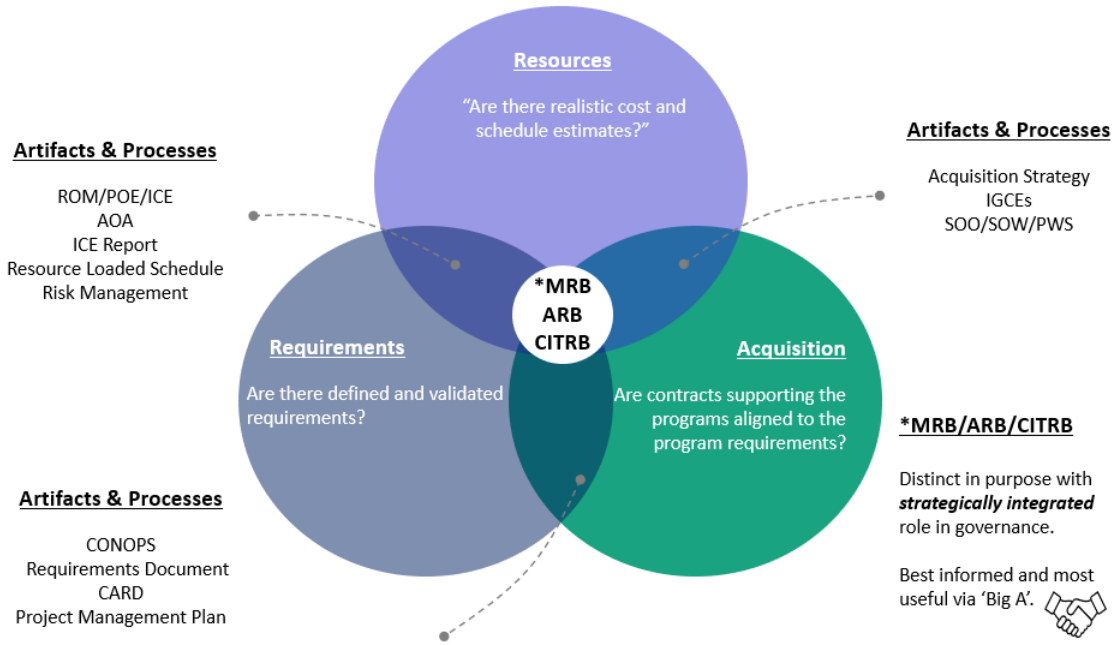 Resources
“Are there realistic cost and
schedule estimates?”
Artifacts & Processes
ROM/POE/ICE
AOA
ICE Report
Resource Loaded Schedule
Risk Management
Artifacts & Processes
Acquisition Strategy
IGCEs
SOO/SOW/PWS
*MRB
ARB
CITRB
Requirements
Are there defined and validated
requirements?
Acquisition
Are contracts supporting the
programs aligned to the
program requirements?
Artifacts & Processes
CONOPS
Requirements Document
CARD
Project Management Plan
*MRB/ARB/CITRB
Distinct in purpose with
strategically integrated
role in governance.
Best informed and most
useful via ‘Big A’.